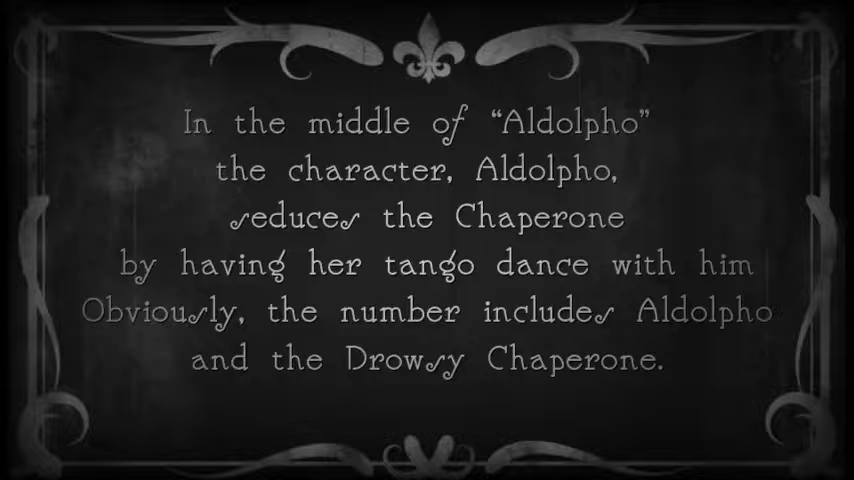 In the middle of “Aldolpho”
the character, Aldolpho,
seduces the Chaperone
by having her tango dance with him
Obviously, the number includes Aldolpho
and the Drowsy Chaperone.